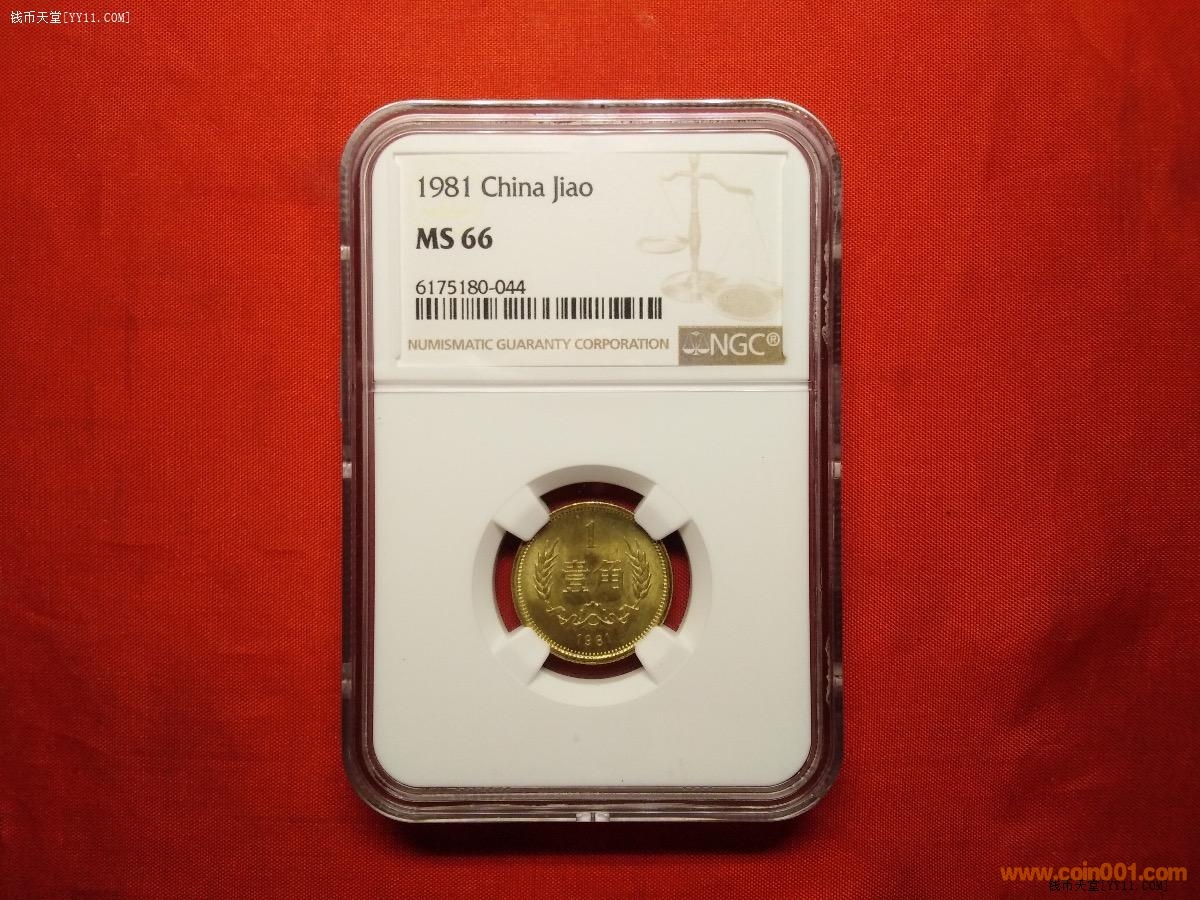 钱币天堂[YY11.COM]
1981 China Jiao
MS 66
6175180-044
NUMISMATIC GUARANTY CORPORATION
NGC®
1
壹角
1981
www.coin001.com
钱币天堂[YY11.COM]